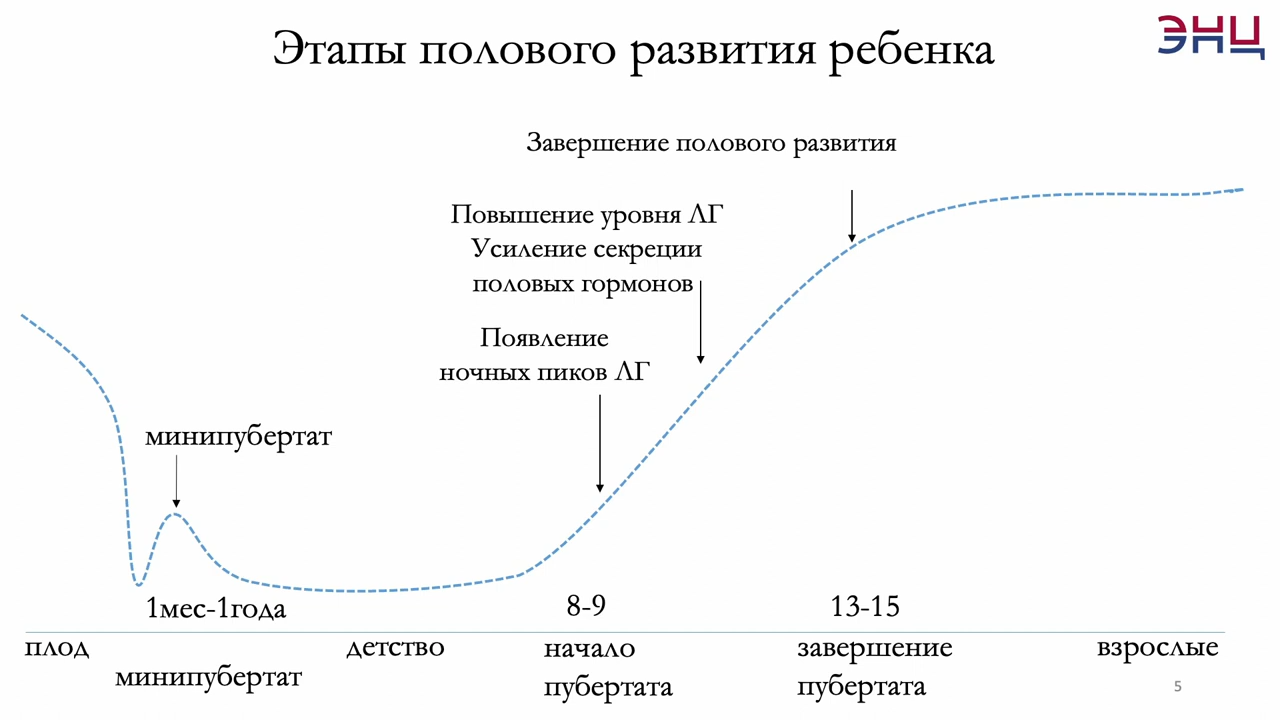 Этапы полового развития ребенка
ЭНЦ
Завершение полового развития
Повышение уровня ЛГ
Усиление секреции
половых гормонов
Появление
ночных пиков ЛГ
минипубертат
1мес-1года
8-9
13-15
плод
минипубертат
детство
начало
пубертата
завершение
пубертата
взрослые
5